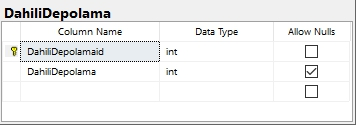 DahiliDepolama
Column Name Data Type Allow Nulls
DahiliDepolamaid int
DahiliDepolama int